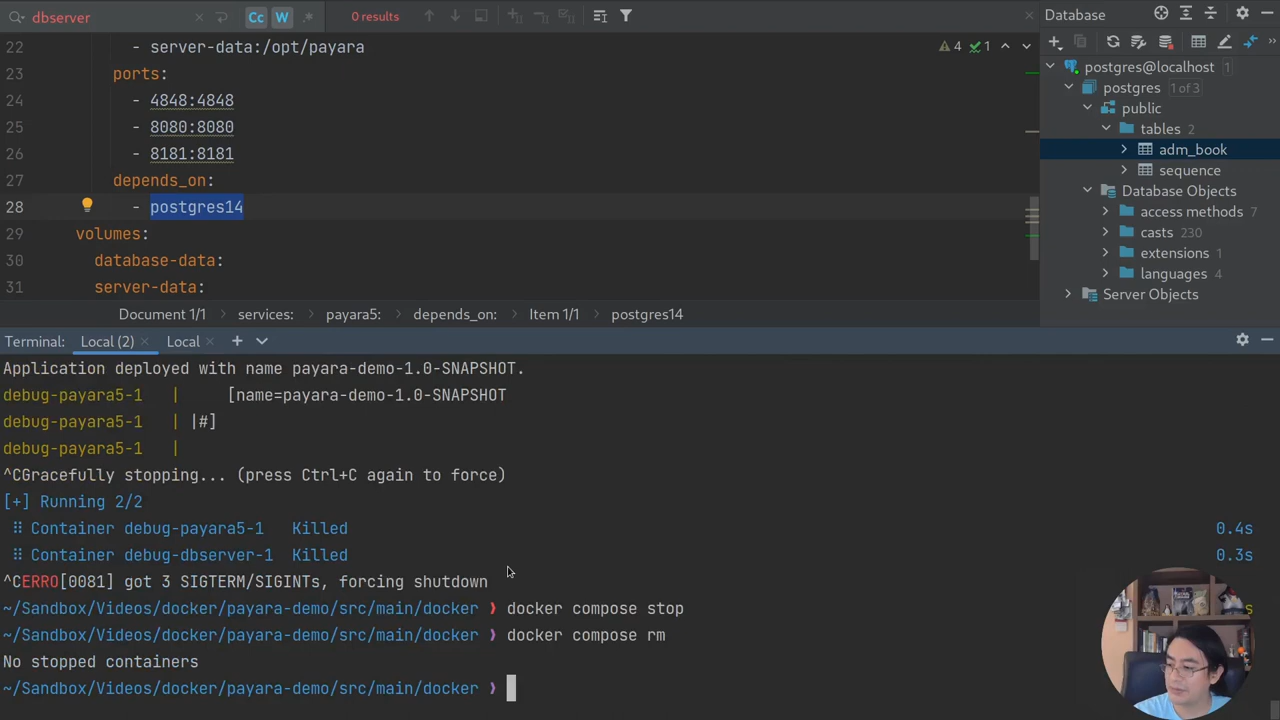 dbserver
Cc W .* 0 results
22 - server-data:/opt/payara
4 1
23 ports:
24 - 4848:4848
25 - 8080:8080
26 - 8181:8181
27 depends_on:
28 - postgres14
29 volumes:
30 database-data:
31 server-data:
Document 1/1 › services: › payara5: › depends_on: › Item 1/1 › postgres14
Database
postgres@localhost 1
postgres 1 of 3
public
tables 2
adm_book
sequence
Database Objects
access methods 7
casts 230
extensions 1
languages 4
Server Objects
Terminal: Local (2) × Local × +
Application deployed with name payara-demo-1.0-SNAPSHOT.
debug-payara5-1 | [name=payara-demo-1.0-SNAPSHOT
debug-payara5-1 | |#]
debug-payara5-1 |
^CGracefully stopping... (press Ctrl+C again to force)
[+] Running 2/2
⠿ Container debug-payara5-1 Killed 0.4s
⠿ Container debug-dbserver-1 Killed 0.3s
^CERRO[0081] got 3 SIGTERM/SIGINTs, forcing shutdown
~/Sandbox/Videos/docker/payara-demo/src/main/docker ❯ docker compose stop
~/Sandbox/Videos/docker/payara-demo/src/main/docker ❯ docker compose rm
No stopped containers
~/Sandbox/Videos/docker/payara-demo/src/main/docker ❯